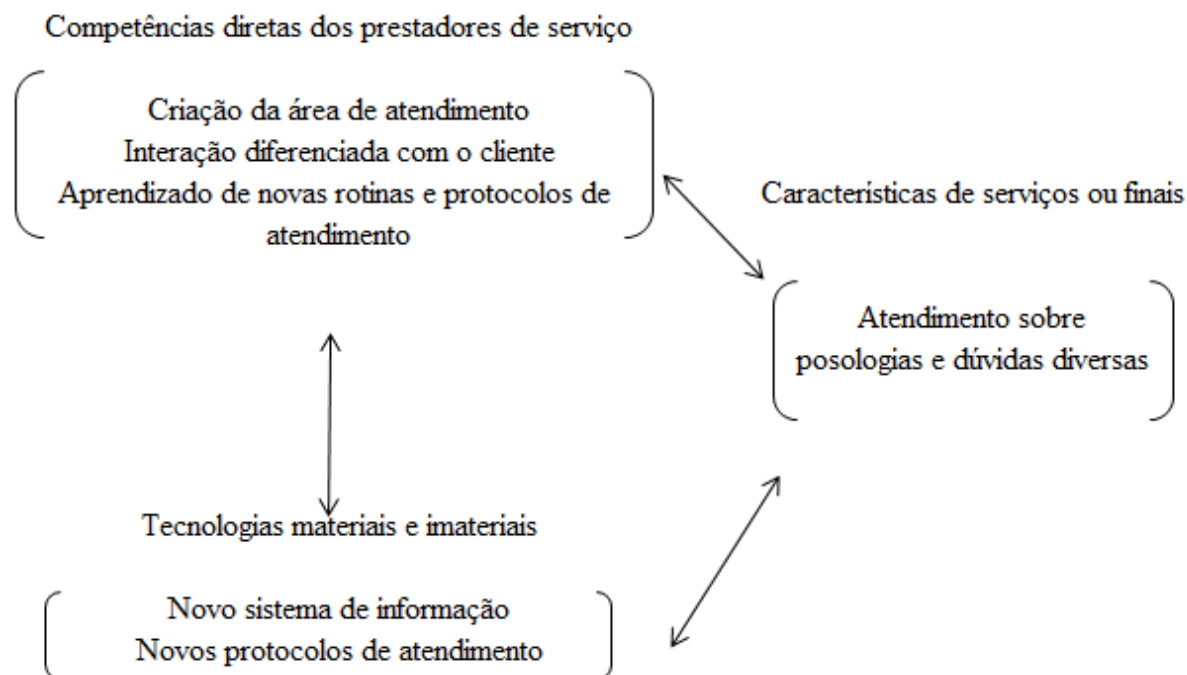 Competências diretas dos prestadores de serviço
Criação da área de atendimento
Interação diferenciada com o cliente
Aprendizado de novas rotinas e protocolos de
atendimento
Características de serviços ou finais
Atendimento sobre
posologias e dúvidas diversas
Tecnologias materiais e imateriais
Novo sistema de informação
Novos protocolos de atendimento